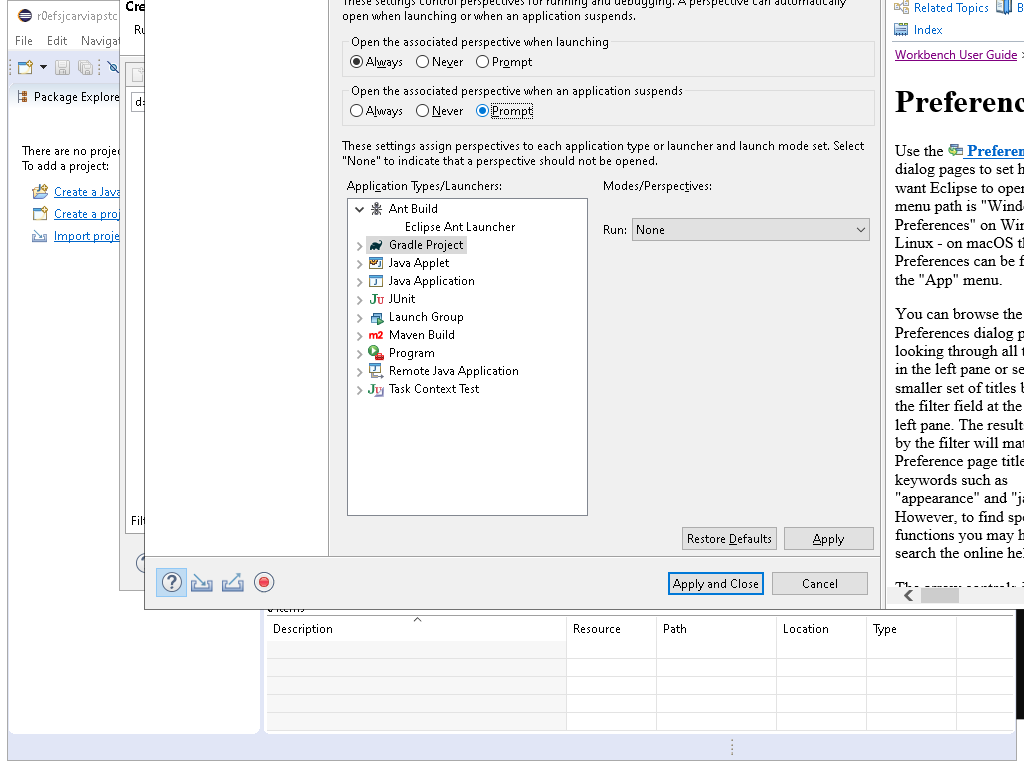 r0efsjcarviapstc
File Edit Naviga
Package Explore
There are no projec
To add a project:
Create a Java
Create a proj
Import proje
Cre
Ru
These settings control perspectives for running and debugging. A perspective can automatically
open when launching or when an application suspends.
Open the associated perspective when launching
Always Never Prompt
Open the associated perspective when an application suspends
Always Never Prompt
These settings assign perspectives to each application type or launcher and launch mode set. Select
"None" to indicate that a perspective should not be opened.
Application Types/Launchers:
Modes/Perspectives:
Ant Build
Eclipse Ant Launcher
Gradle Project
Java Applet
Java Application
JUnit
Launch Group
Maven Build
Program
Remote Java Application
Task Context Test
Run: None
Restore Defaults Apply
Filt
Apply and Close Cancel
Related Topics B
Index
Workbench User Guide >
Preferenc
Use the Preferen
dialog pages to set h
want Eclipse to oper
menu path is "Windo
Preferences" on Win
Linux - on macOS th
Preferences can be f
the "App" menu.
You can browse the
Preferences dialog p
looking through all t
in the left pane or se
smaller set of titles b
the filter field at the
left pane. The results
by the filter will mat
Preference page title
keywords such as
"appearance" and "ja
However, to find spe
functions you may h
search the online hel
The arrow controls i
0 items
Description Resource Path Location Type